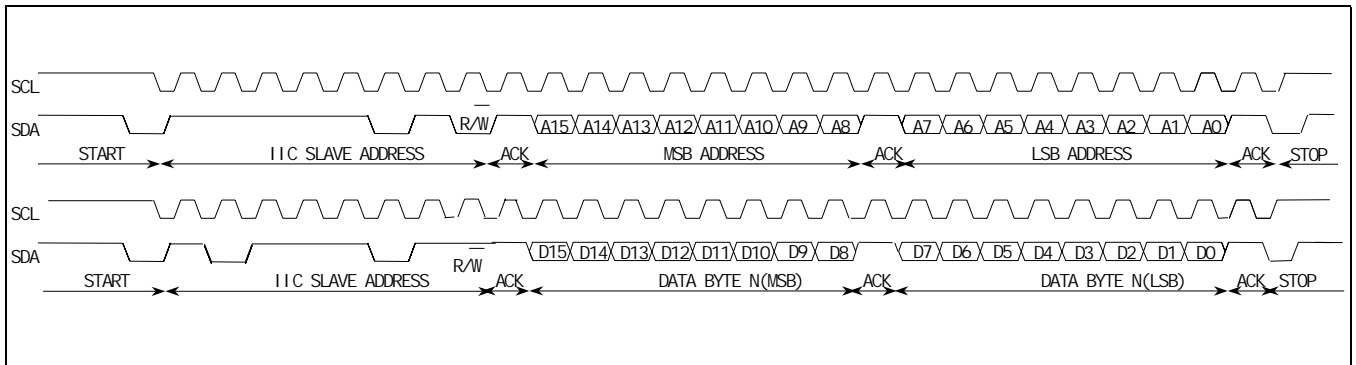 SCL
SDA R/W A15 A14 A13 A12 A11 A10 A9 A8 A7 A6 A5 A4 A3 A2 A1 A0
START IIC SLAVE ADDRESS ACK MSB ADDRESS ACK LSB ADDRESS ACK STOP
SCL
SDA R/W D15 D14 D13 D12 D11 D10 D9 D8 D7 D6 D5 D4 D3 D2 D1 D0
START IIC SLAVE ADDRESS ACK DATA BYTE N(MSB) ACK DATA BYTE N(LSB) ACK STOP